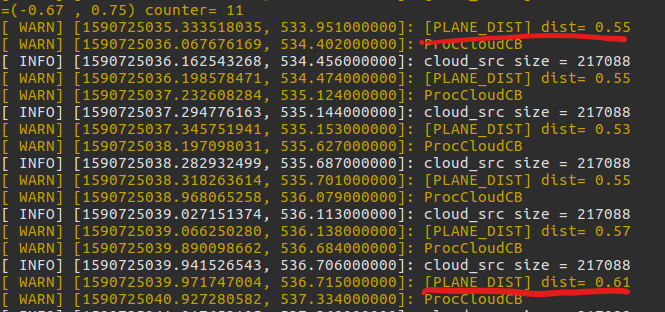 =(-0.67 , 0.75) counter= 11
[ WARN] [1590725035.333518035, 533.951000000]: [PLANE_DIST] dist= 0.55
[ WARN] [1590725036.067676169, 534.402000000]: ProcCloudCB
[ INFO] [1590725036.162543268, 534.456000000]: cloud_src size = 217088
[ WARN] [1590725036.198578471, 534.474000000]: [PLANE_DIST] dist= 0.55
[ WARN] [1590725037.232608284, 535.124000000]: ProcCloudCB
[ INFO] [1590725037.294776163, 535.144000000]: cloud_src size = 217088
[ WARN] [1590725037.345751941, 535.153000000]: [PLANE_DIST] dist= 0.53
[ WARN] [1590725038.197098031, 535.627000000]: ProcCloudCB
[ INFO] [1590725038.282932499, 535.687000000]: cloud_src size = 217088
[ WARN] [1590725038.318263614, 535.701000000]: [PLANE_DIST] dist= 0.55
[ WARN] [1590725038.968065258, 536.079000000]: ProcCloudCB
[ INFO] [1590725039.027151374, 536.113000000]: cloud_src size = 217088
[ WARN] [1590725039.066250280, 536.138000000]: [PLANE_DIST] dist= 0.57
[ WARN] [1590725039.890098662, 536.684000000]: ProcCloudCB
[ INFO] [1590725039.941526543, 536.706000000]: cloud_src size = 217088
[ WARN] [1590725039.971747004, 536.715000000]: [PLANE_DIST] dist= 0.61
[ WARN] [1590725040.927280582, 537.334000000]: ProcCloudCB